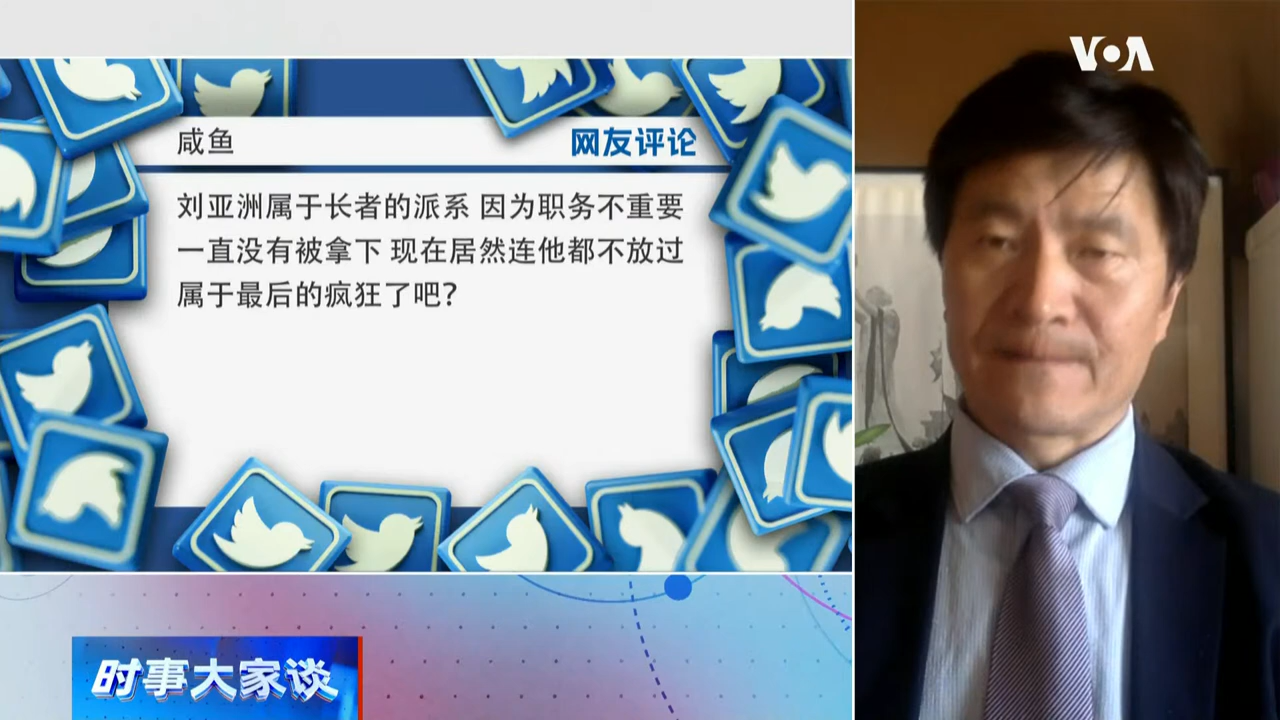 VOA
咸鱼
网友评论
刘亚洲属于长者的派系 因为职务不重要
一直没有被拿下 现在居然连他都不放过
属于最后的疯狂了吧？
时事大家谈